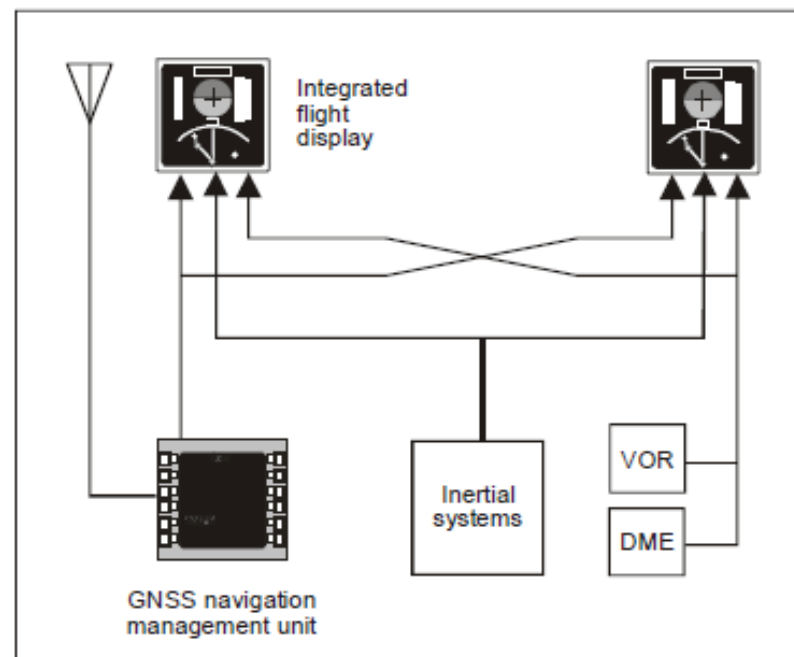 Integrated
flight
display
VOR
Inertial
systems
DME
GNSS navigation
management unit